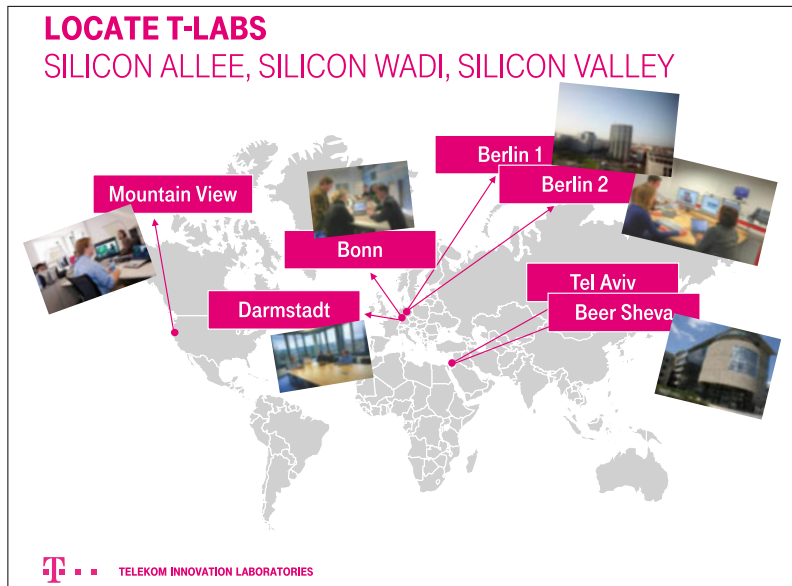 LOCATE T-LABS
SILICON ALLEE, SILICON WADI, SILICON VALLEY
Berlin 1
Berlin 2
Mountain View
Bonn
Tel Aviv
Darmstadt
Beer Sheva
T
TELEKOM INNOVATION LABORATORIES